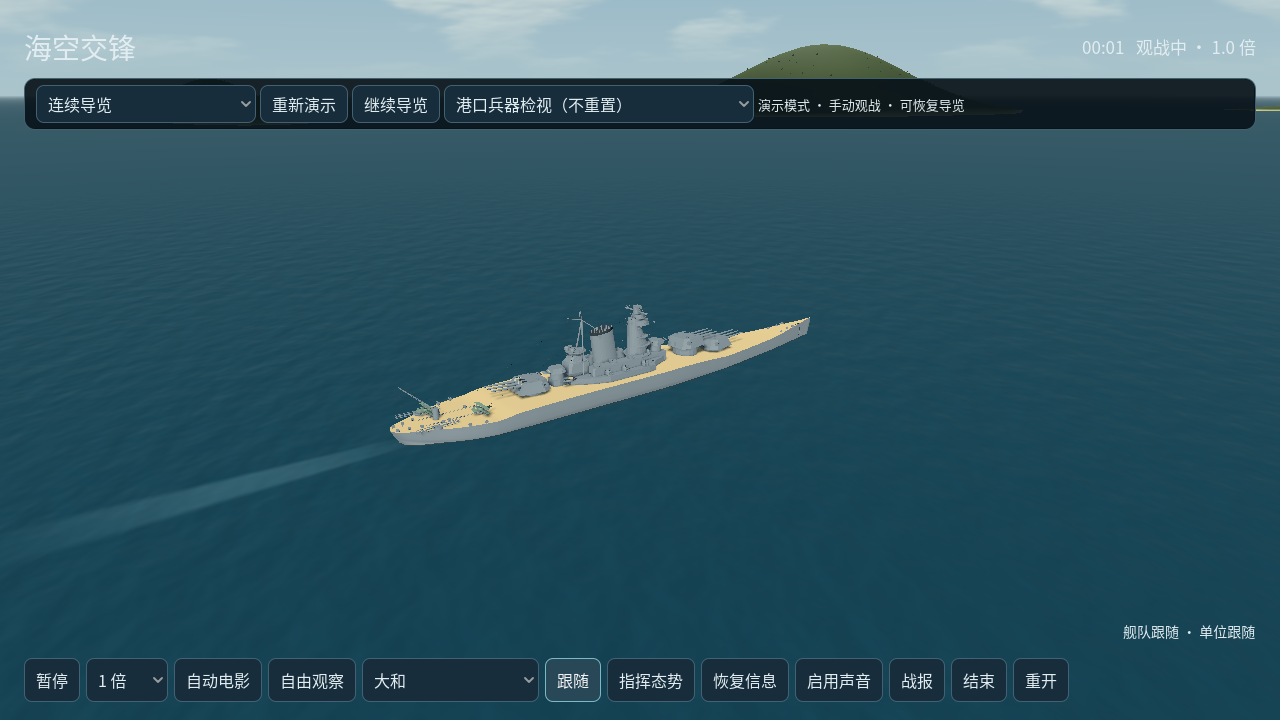 海空交锋
00:01 观战中 · 1.0 倍
连续导览 重新演示 继续导览 港口兵器检视（不重置） 演示模式 · 手动观战 · 可恢复导览
舰队跟随 · 单位跟随
暂停 1 倍 自动电影 自由观察 大和 跟随 指挥态势 恢复信息 启用声音 战报 结束 重开